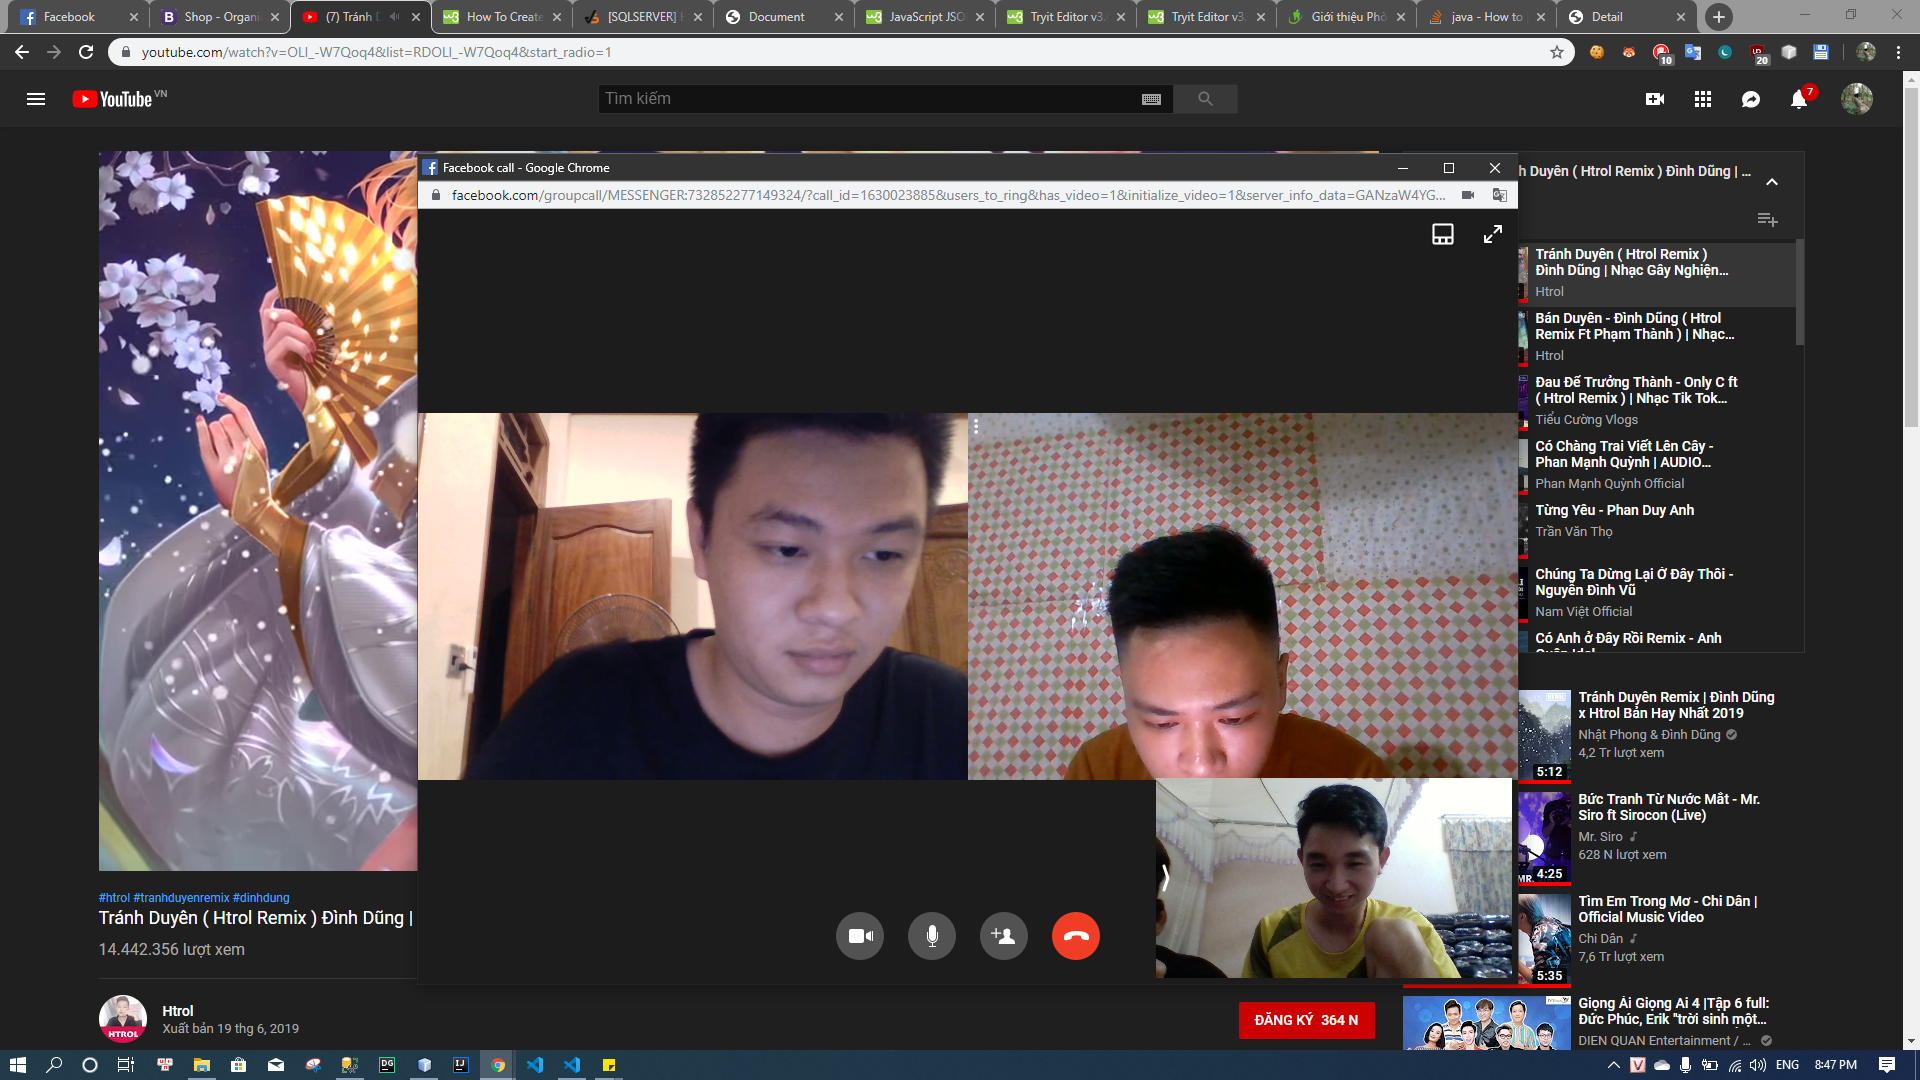 Facebook
Shop - Organi
(7) Tránh D
How To Create
[SQLSERVER]
Document
JavaScript JSO
Tryit Editor v3.
Tryit Editor v3.
Giới thiệu Phò
java - How to
Detail
youtube.com/watch?v=OLI_-W7Qoq4&list=RDOLI_-W7Qoq4&start_radio=1
10
20
YouTube VN
Tìm kiếm
7
Facebook call - Google Chrome
facebook.com/groupcall/MESSENGER:732852277149324/?call_id=1630023885&users_to_ring&has_video=1&initialize_video=1&server_info_data=GANzaW4YG...
h Duyên ( Htrol Remix ) Đình Dũng | ...
Tránh Duyên ( Htrol Remix )
Đình Dũng | Nhạc Gây Nghiện...
Htrol
Bán Duyên - Đình Dũng ( Htrol
Remix Ft Phạm Thành ) | Nhạc...
Htrol
Đau Để Trưởng Thành - Only C ft
( Htrol Remix ) | Nhạc Tik Tok...
Tiểu Cường Vlogs
Có Chàng Trai Viết Lên Cây -
Phan Mạnh Quỳnh | AUDIO...
Phan Mạnh Quỳnh Official
Từng Yêu - Phan Duy Anh
Trần Văn Thọ
Chúng Ta Dừng Lại Ở Đây Thôi -
Nguyễn Đình Vũ
Nam Việt Official
Có Anh ở Đây Rồi Remix - Anh
Tránh Duyên Remix | Đình Dũng
x Htrol Bản Hay Nhất 2019
Nhật Phong & Đình Dũng
4,2 Tr lượt xem
5:12
Bức Tranh Từ Nước Mắt - Mr.
Siro ft Sirocon (Live)
Mr. Siro
628 N lượt xem
MR.
4:25
Tìm Em Trong Mơ - Chi Dân |
Official Music Video
Chi Dân
7,6 Tr lượt xem
5:35
Giọng Ải Giọng Ai 4 |Tập 6 full:
Đức Phúc, Erik "trời sinh một...
DIEN QUAN Entertainment / ...
#htrol #tranhduyenremix #dinhdung
Tránh Duyên ( Htrol Remix ) Đình Dũng |
14.442.356 lượt xem
HTROL
Htrol
Xuất bản 19 thg 6, 2019
ĐĂNG KÝ 364 N
ENG
8:47 PM